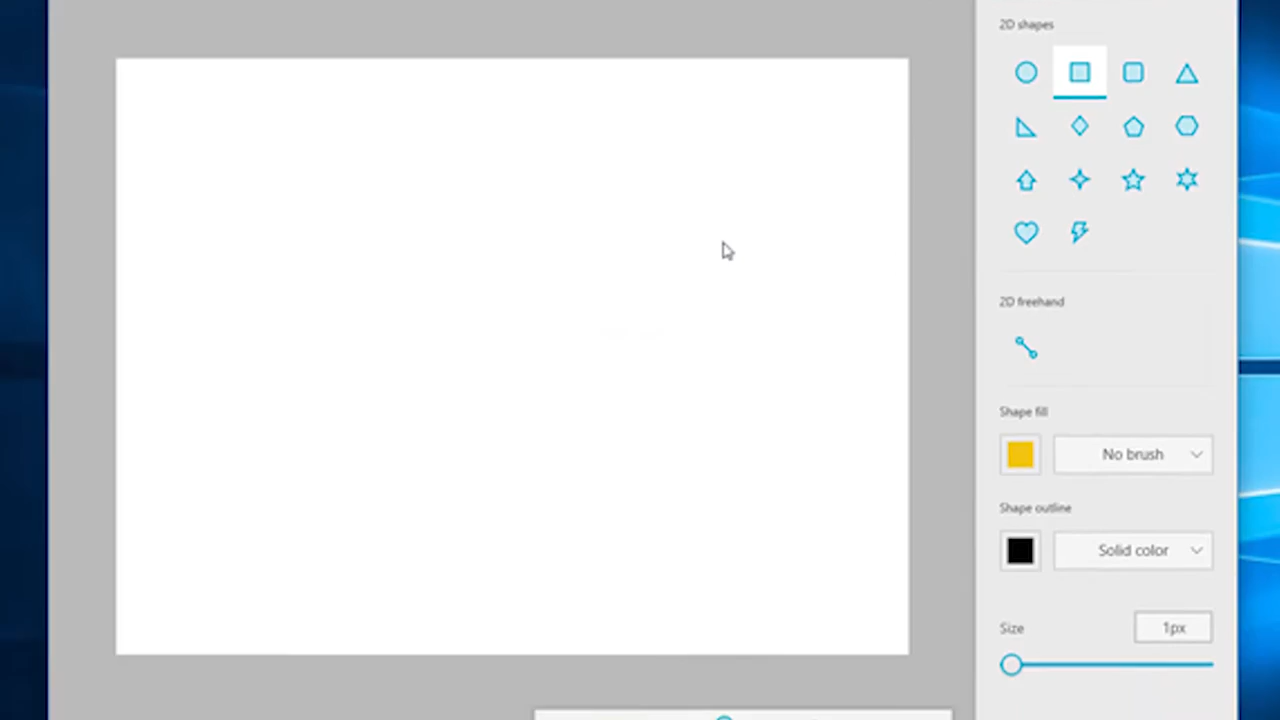 2D shapes
2D freehand
Shape fill
No brush
Shape outline
Solid color
Size
1px